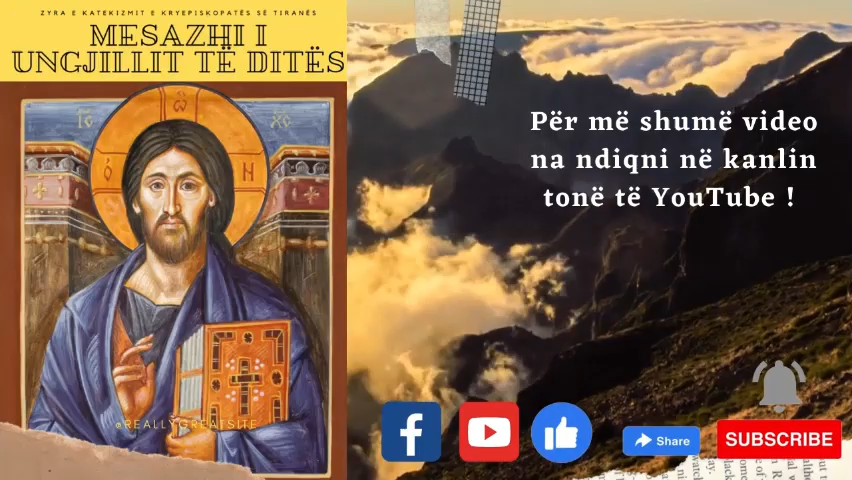 ZYRA E KATEKIZMIT E KRYEPISKOPATËS SË TIRANËS
MESAZHI I
UNGJILLIT TË DITËS
IC
XC
Ѡ
O
H
@REALLYGREATSITE
Për më shumë video
na ndiqni në kanlin
tonë të YouTube !
Share
SUBSCRIBE